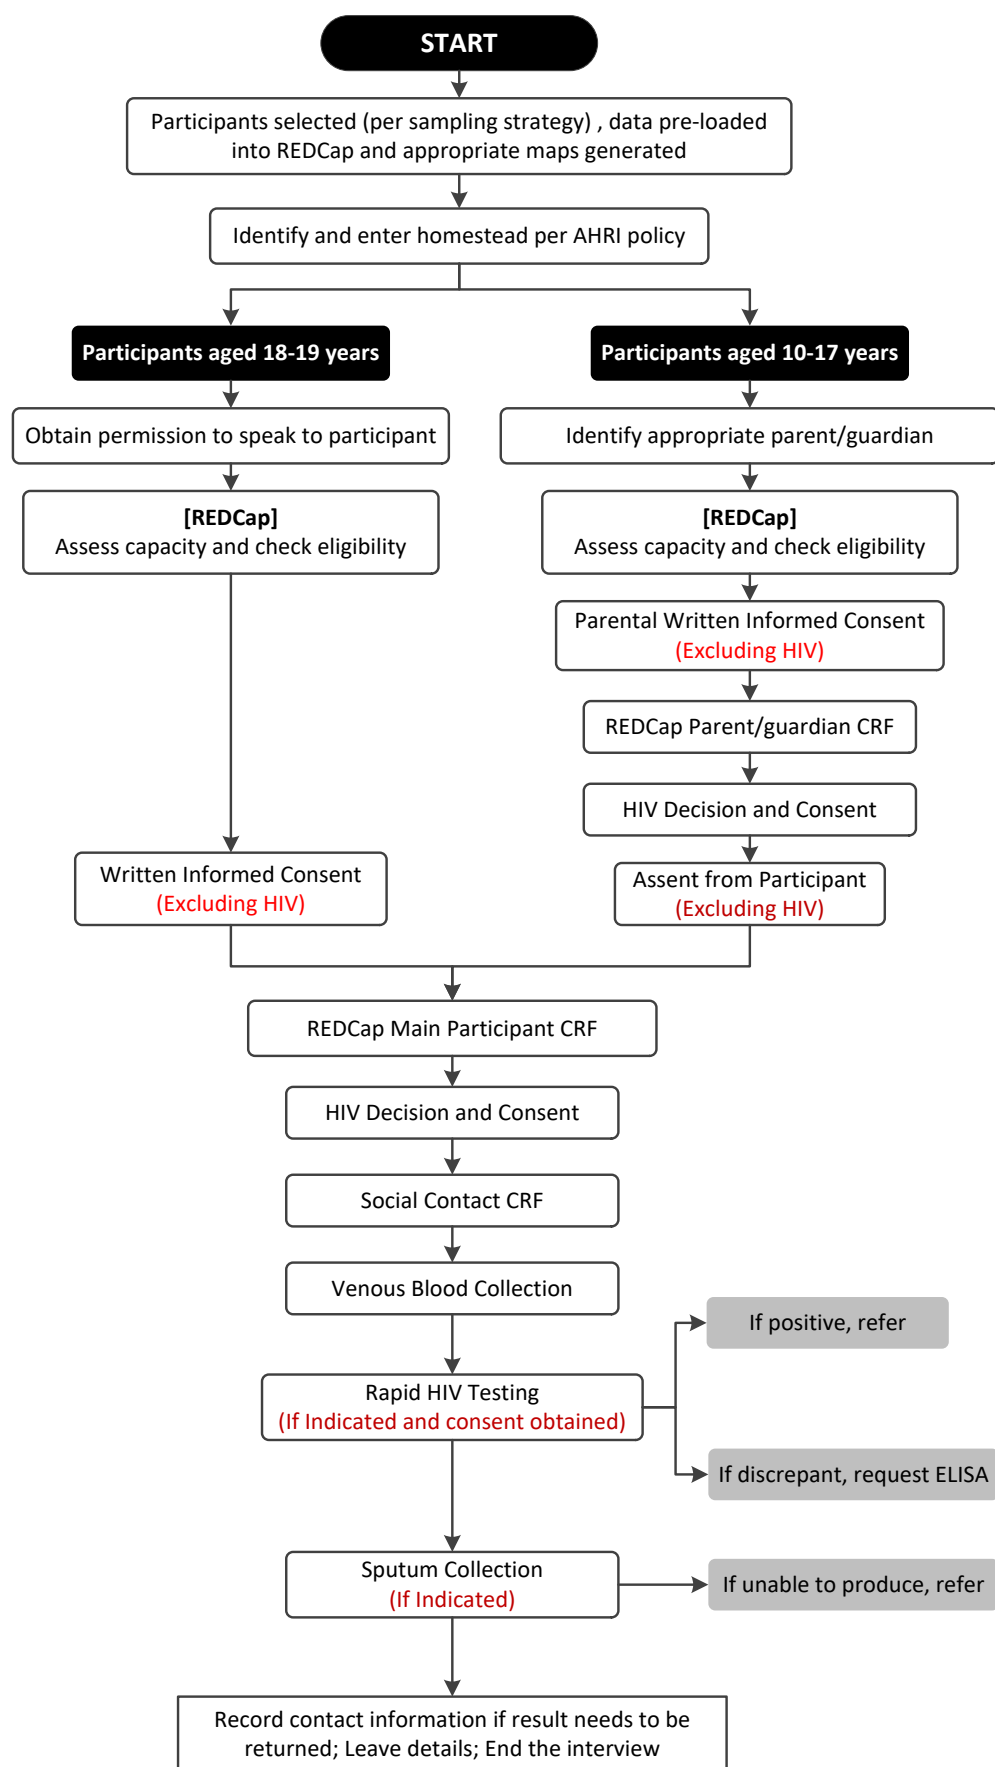 START
Participants selected (per sampling strategy) , data pre-loaded
into REDCap and appropriate maps generated
Identify and enter homestead per AHRI policy
Participants aged 18-19 years
Participants aged 10-17 years
Obtain permission to speak to participant
Identify appropriate parent/guardian
[REDCap]
Assess capacity and check eligibility
[REDCap]
Assess capacity and check eligibility
Parental Written Informed Consent
(Excluding HIV)
REDCap Parent/guardian CRF
HIV Decision and Consent
Written Informed Consent
(Excluding HIV)
Assent from Participant
(Excluding HIV)
REDCap Main Participant CRF
HIV Decision and Consent
Social Contact CRF
Venous Blood Collection
If positive, refer
Rapid HIV Testing
(If Indicated and consent obtained)
If discrepant, request ELISA
Sputum Collection
(If Indicated)
If unable to produce, refer
Record contact information if result needs to be
returned; Leave details; End the interview